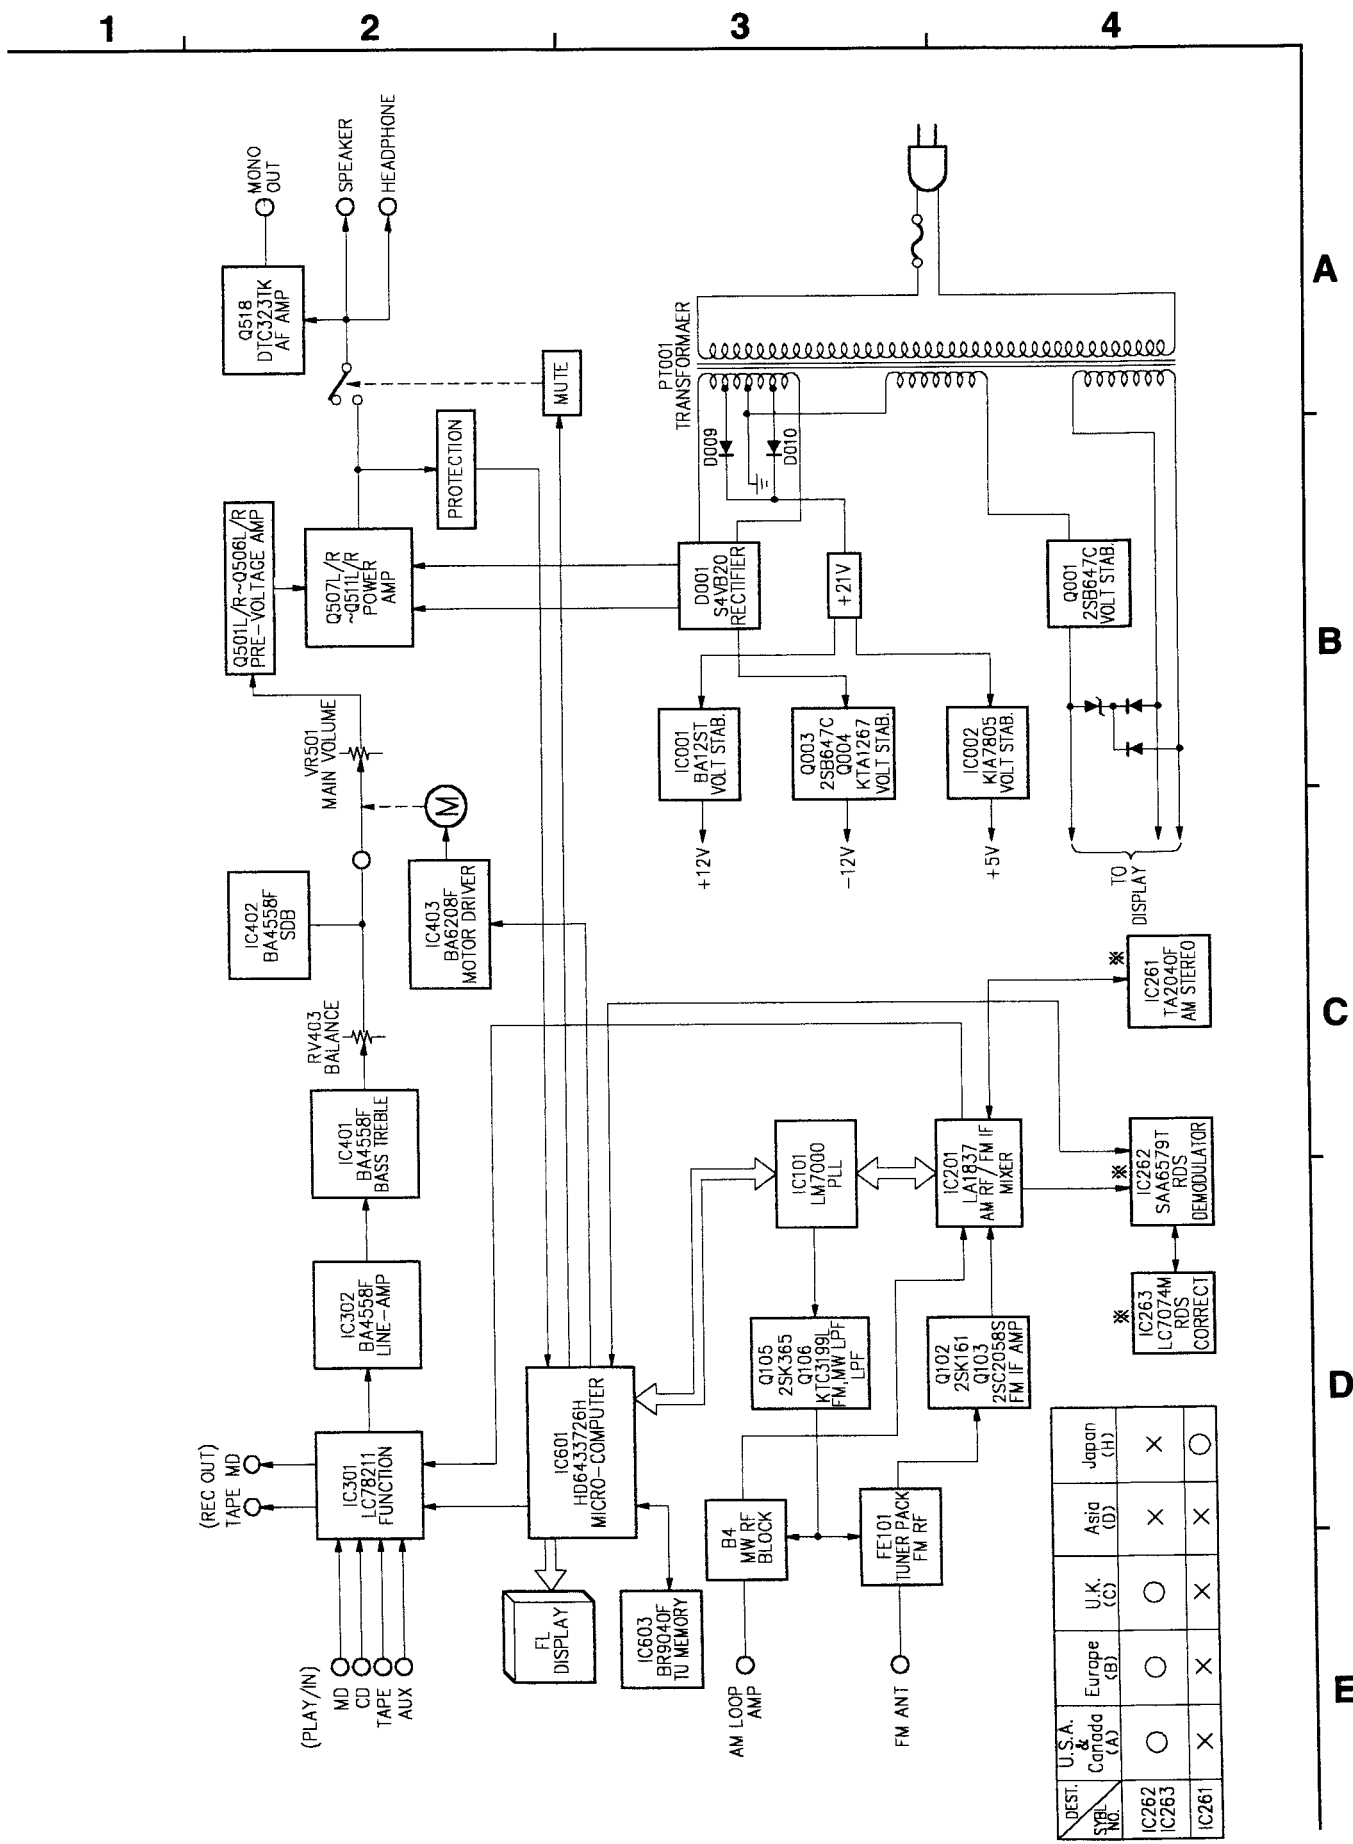 1
2
3
4
A
B
C
D
E
MONO
OUT
SPEAKER
HEADPHONE
Q518
DTC323TK
AF AMP
MUTE
PROTECTION
Q501L/R~Q506L/R
PRE-VOLTAGE AMP
Q507L/R
~Q511L/R
POWER
AMP
VR501
MAIN VOLUME
M
IC402
BA4558F
SDB
IC403
BA6208F
MOTOR DRIVER
RV403
BALANCE
IC401
BA4558F
BASS TREBLE
IC302
BA4558F
LINE-AMP
(REC OUT)
TAPE MD
IC301
LC78211
FUNCTION
(PLAY/IN)
MD
CD
TAPE
AUX
IC601
HD6433726H
MICRO-COMPUTER
FL
DISPLAY
IC603
BR9040F
TU MEMORY
PT001
TRANSFORMAER
D009
D010
D001
S4VB20
RECTIFIER
+21V
Q001
2SB647C
VOLT STAB.
IC001
BA12ST
VOLT STAB.
Q003
2SB647C
Q004
KTA1267
VOLT STAB.
IC002
KIA7805
VOLT STAB.
+12V
-12V
+5V
TO
DISPLAY
※
IC261
TA2040F
AM STEREO
IC101
LM7000
PLL
IC201
LA1837
AM RF/FM IF
MIXER
※
IC262
SAA6579T
RDS
DEMODULATOR
※
IC263
LC7074M
RDS
CORRECT
Q105
2SK365
Q106
KTC3199L
FM,MW LPF
LPF
Q102
2SK161
Q103
2SC2058S
FM IF AMP
B4
MW RF
BLOCK
FE101
TUNER PACK
FM RF
AM LOOP
AMP
FM ANT
DEST.
SYBL
NO.
U.S.A.
&
Canada
(A)
Europe
(B)
U.K.
(C)
Asia
(D)
Japan
(H)
IC262
IC263
○ ○ ○ × ×
IC261
× × × × ○